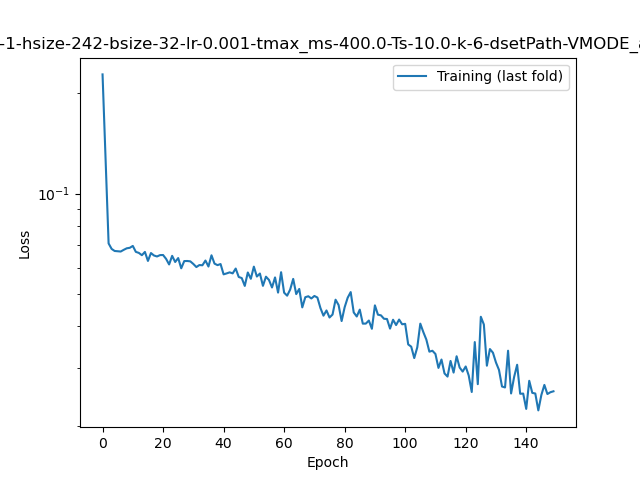 -1-hsize-242-bsize-32-lr-0.001-tmax_ms-400.0-Ts-10.0-k-6-dsetPath-VMODE_a
Training (last fold)
10⁻¹
Loss
0 20 40 60 80 100 120 140
Epoch